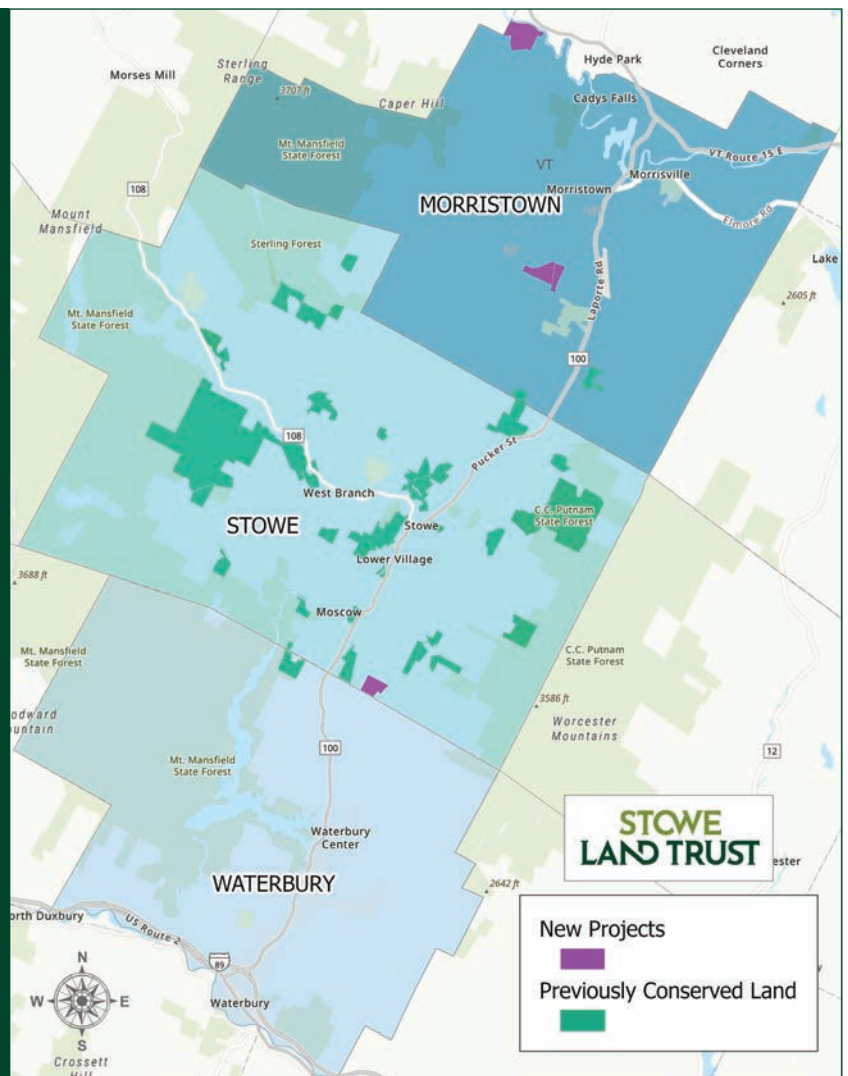 Hyde Park
Cleveland
Corners
Sterling
Range
Morses Mill
3707 ft
Caper Hill
Cadys Falls
Mt. Mansfield
State Forest
VT
VT Route 15 E
108
Morristown
Morrisville
MORRISTOWN
Elmore Rd
Mount
Mansfield
Sterling Forest
Lake
Laporte Rd
2605 ft
Mt. Mansfield
State Forest
100
108
Pucker St
West Branch
C.C. Putnam
State Forest
STOWE
Stowe
Lower Village
3688 ft
Moscow
Mt. Mansfield
State Forest
C.C. Putnam
State Forest
3586 ft
Worcester
Mountains
odward
ountain
100
12
Mt. Mansfield
State Forest
STOWE
LAND TRUST
Waterbury
Center
ester
WATERBURY
2642 ft
orth Duxbury
US Route 2
New Projects
89
Previously Conserved Land
N
W
E
S
Waterbury
Crossett
Hill